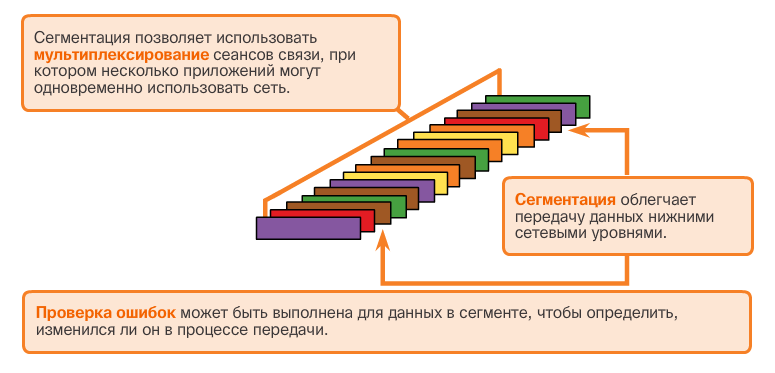 Сегментация позволяет использовать
мультиплексирование сеансов связи, при
котором несколько приложений могут
одновременно использовать сеть.
Сегментация облегчает
передачу данных нижними
сетевыми уровнями.
Проверка ошибок может быть выполнена для данных в сегменте, чтобы определить,
изменился ли он в процессе передачи.